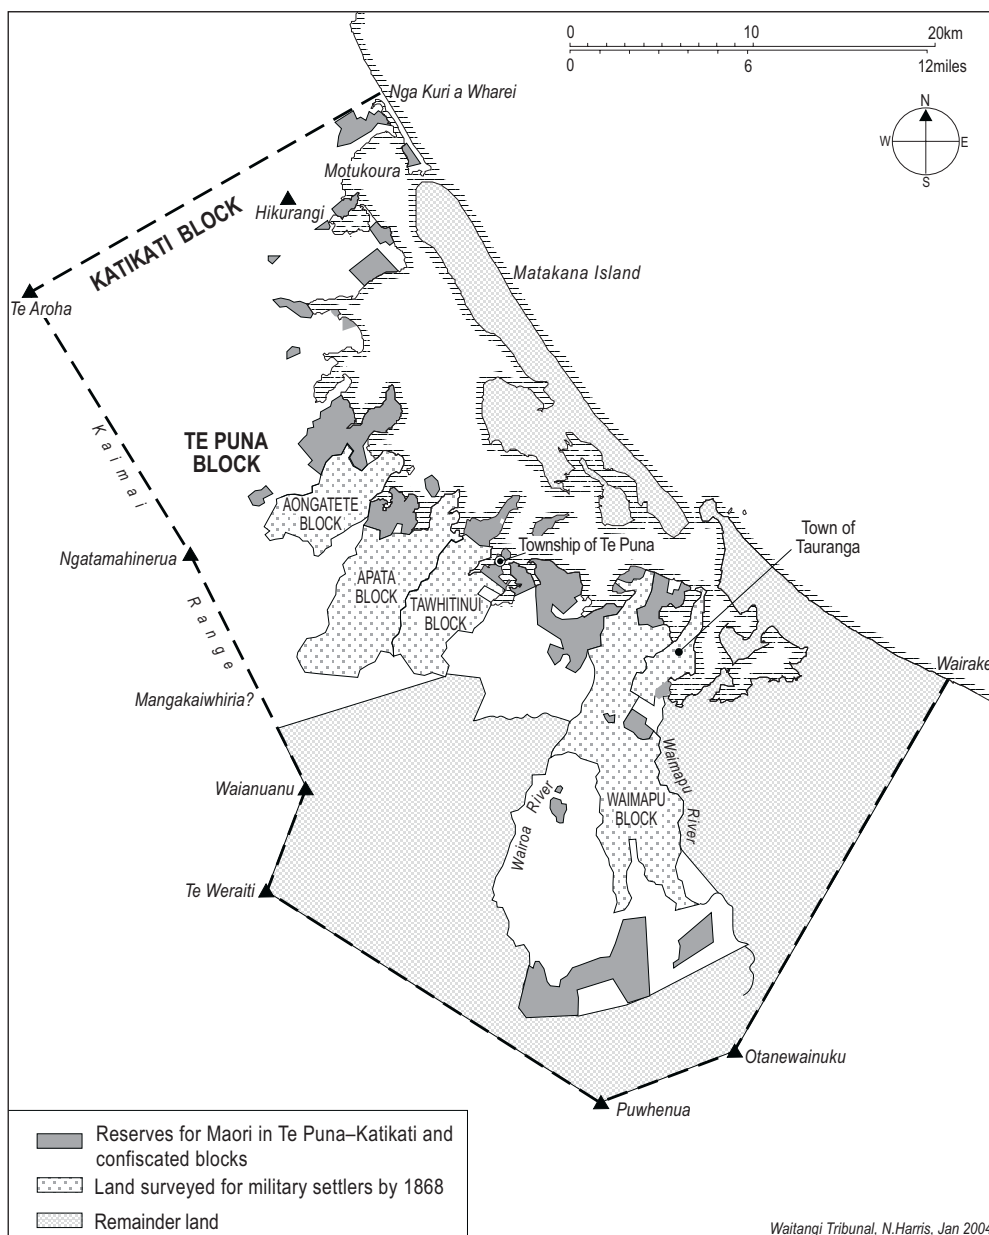 0 10 20km
0 6 12miles
Nga Kuri a Wharei
N
W E
S
Motukoura
Hikurangi
KATIKATI BLOCK
Matakana Island
Te Aroha
Kaimai Range
TE PUNA
BLOCK
AONGATETE
BLOCK
Town of
Tauranga
Township of Te Puna
Ngatamahinerua
APATA
BLOCK
TAWHITINUI
BLOCK
Wairake
Mangakaiwhiria?
Waimapu River
Waianuanu
WAIMAPU
BLOCK
Wairoa River
Te Weraiti
Otanewainuku
Puwhenua
Reserves for Maori in Te Puna–Katikati and
confiscated blocks
Land surveyed for military settlers by 1868
Remainder land
Waitangi Tribunal, N.Harris, Jan 2004